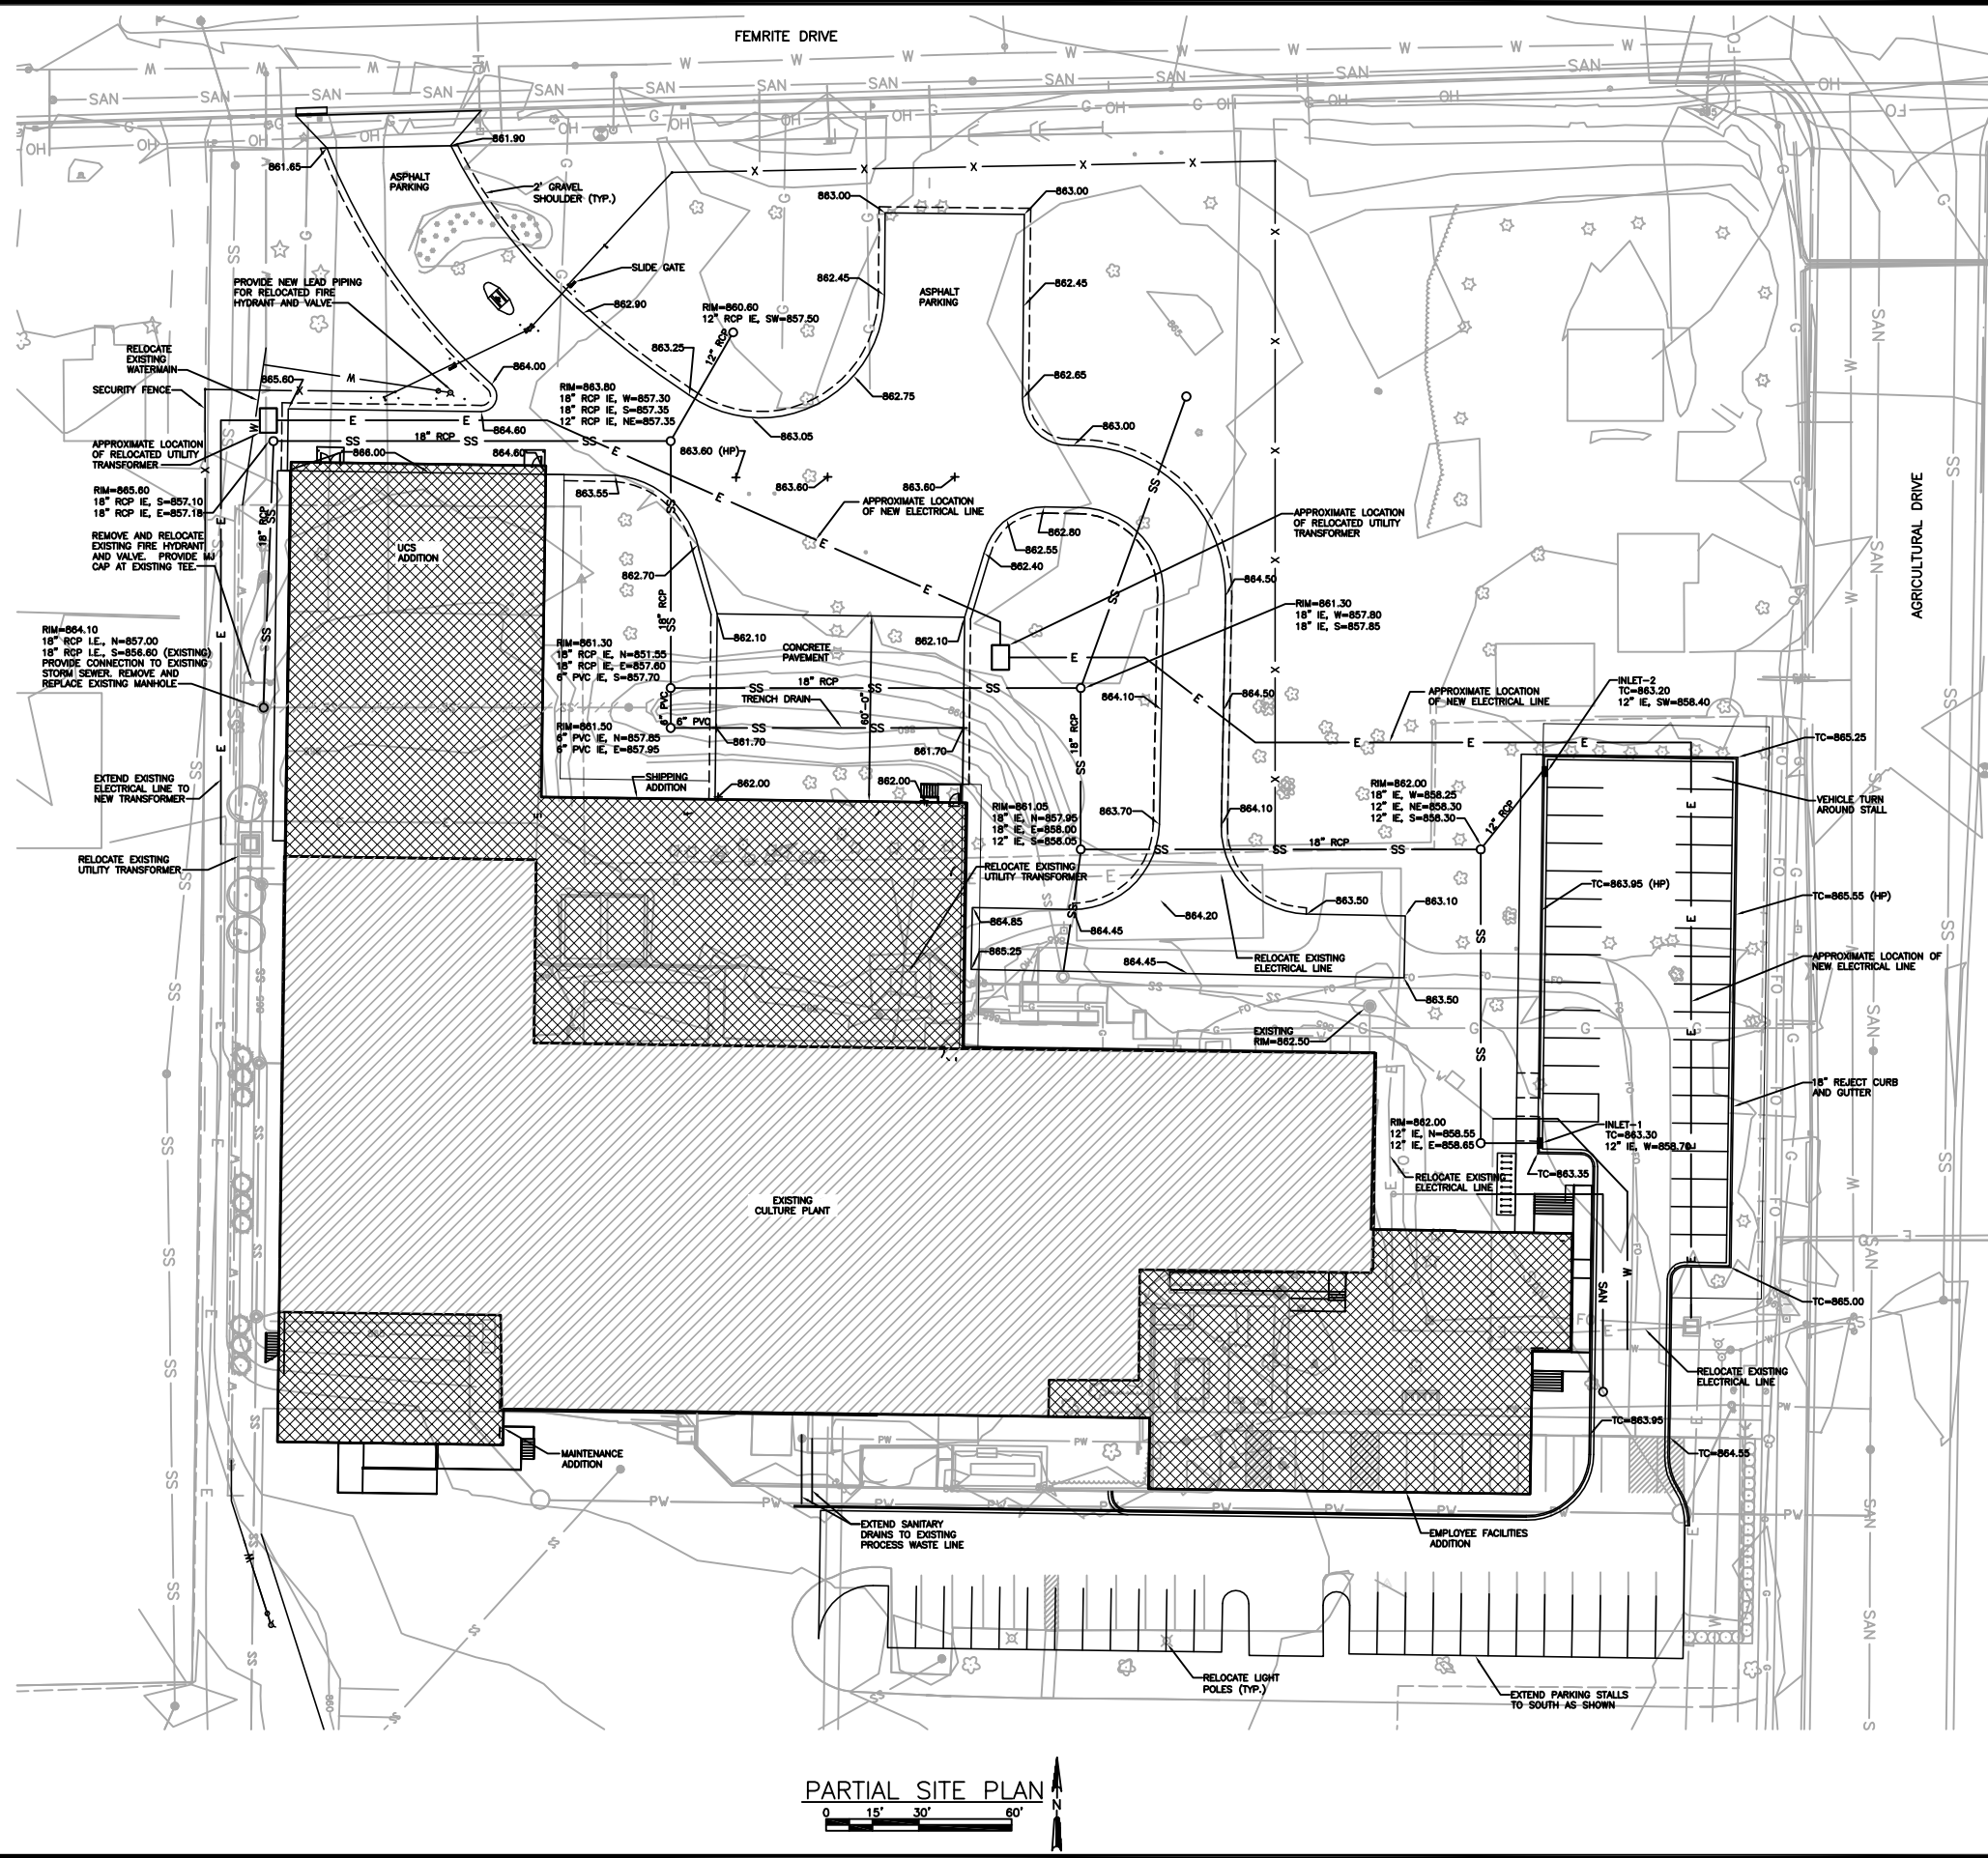 FEMRITE DRIVE
861.90
861.65
ASPHALT
PARKING
2' GRAVEL
SHOULDER (TYP.)
863.00
863.00
SLIDE GATE
PROVIDE NEW LEAD PIPING
FOR RELOCATED FIRE
HYDRANT AND VALVE
862.90
862.45
ASPHALT
PARKING
862.45
RIM=860.60
12" RCP IE, SW=857.50
12" RCP
RELOCATE
EXISTING
WATERMAIN
SECURITY FENCE
865.60
864.00
863.25
862.75
862.65
RIM=863.80
18" RCP IE, W=857.30
18" RCP IE, S=857.35
12" RCP IE, NE=857.35
864.60
863.05
863.00
18" RCP
APPROXIMATE LOCATION
OF RELOCATED UTILITY
TRANSFORMER
866.00
864.60
863.60 (HP)
863.60
863.60
RIM=865.60
18" RCP IE, S=857.10
18" RCP IE, E=857.18
863.55
APPROXIMATE LOCATION
OF NEW ELECTRICAL LINE
APPROXIMATE LOCATION
OF RELOCATED UTILITY
TRANSFORMER
18" RCP
REMOVE AND RELOCATE
EXISTING FIRE HYDRANT
AND VALVE. PROVIDE MJ
CAP AT EXISTING TEE.
UCS
ADDITION
862.80
862.55
862.40
862.70
864.50
18" RCP
RIM=861.30
18" IE, W=857.80
18" IE, S=857.85
AGRICULTURAL DRIVE
RIM=864.10
18" RCP I.E., N=857.00
18" RCP I.E., S=856.60 (EXISTING)
PROVIDE CONNECTION TO EXISTING
STORM SEWER. REMOVE AND
REPLACE EXISTING MANHOLE
RIM=861.30
18" RCP IE, N=851.55
18" RCP IE, E=857.60
6" PVC IE, S=857.70
862.10
862.10
CONCRETE
PAVEMENT
18" RCP
TRENCH DRAIN
60'-0"
864.10
864.50
APPROXIMATE LOCATION
OF NEW ELECTRICAL LINE
INLET-2
TC=863.20
12" IE, SW=858.40
6" PVC
6" PVC
RIM=861.50
6" PVC IE, N=857.85
6" PVC IE, E=857.95
861.70
861.70
18" RCP
TC=865.25
EXTEND EXISTING
ELECTRICAL LINE TO
NEW TRANSFORMER
SHIPPING
ADDITION
862.00
862.00
RIM=861.05
18" IE, N=857.95
18" IE, E=858.00
12" IE, S=858.05
863.70
864.10
RIM=862.00
18" IE, W=858.25
12" IE, NE=858.30
12" IE, S=858.30
12" RCP
VEHICLE TURN
AROUND STALL
18" RCP
RELOCATE EXISTING
UTILITY TRANSFORMER
RELOCATE EXISTING
UTILITY TRANSFORMER
TC=863.95 (HP)
TC=865.55 (HP)
864.85
864.45
864.20
863.50
863.10
865.25
864.45
RELOCATE EXISTING
ELECTRICAL LINE
APPROXIMATE LOCATION OF
NEW ELECTRICAL LINE
863.50
EXISTING
RIM=862.50
18" REJECT CURB
AND GUTTER
RIM=862.00
12" IE, N=858.55
12" IE, E=858.65
INLET-1
TC=863.30
12" IE, W=858.70
TC=863.35
RELOCATE EXISTING
ELECTRICAL LINE
EXISTING
CULTURE PLANT
SAN
TC=865.00
RELOCATE EXISTING
ELECTRICAL LINE
TC=863.95
TC=864.55
MAINTENANCE
ADDITION
EXTEND SANITARY
DRAINS TO EXISTING
PROCESS WASTE LINE
EMPLOYEE FACILITIES
ADDITION
RELOCATE LIGHT
POLES (TYP.)
EXTEND PARKING STALLS
TO SOUTH AS SHOWN
PARTIAL SITE PLAN
N
0 15' 30' 60'